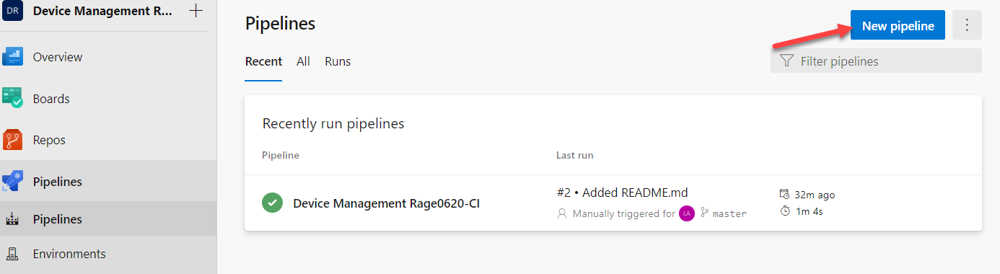 DR Device Management R...
Overview
Boards
Repos
Pipelines
Pipelines
Environments
Pipelines
New pipeline
Recent All Runs
Filter pipelines
Recently run pipelines
Pipeline Last run
Device Management Rage0620-CI
#2 • Added README.md
Manually triggered for LA master
32m ago
1m 4s